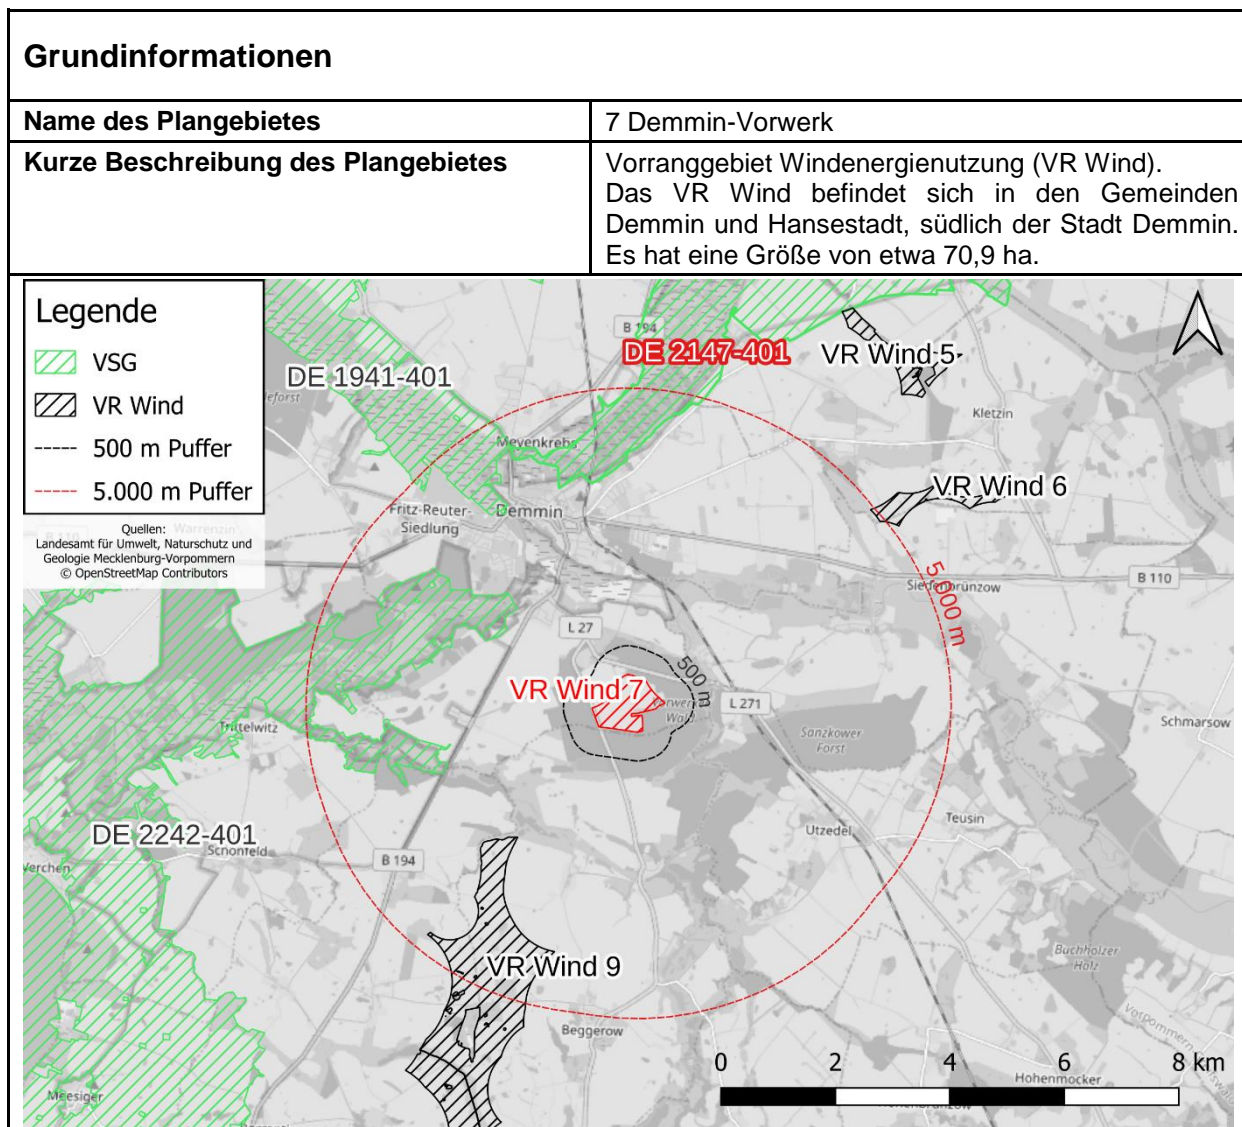 Grundinformationen
Name des Plangebietes
7 Demmin-Vorwerk
Kurze Beschreibung des Plangebietes
Vorranggebiet Windenergienutzung (VR Wind).
Das VR Wind befindet sich in den Gemeinden
Demmin und Hansestadt, südlich der Stadt Demmin.
Es hat eine Größe von etwa 70,9 ha.
Legende
VSG
VR Wind
500 m Puffer
5.000 m Puffer
Quellen:
Landesamt für Umwelt, Naturschutz und
Geologie Mecklenburg-Vorpommern
© OpenStreetMap Contributors
B 194
DE 2147-401
VR Wind 5
DE 1941-401
Kletzin
Meyenkrebs
VR Wind 6
Fritz-Reuter-
Siedlung
Demmin
B 110
Siedenbrünzow
5.000 m
L 27
500 m
VR Wind 7
L 271
Wald
Sanzkower
Forst
Schmarsow
Trittelwitz
DE 2242-401
Schönfeld
Verchen
B 194
Utzedel
Teusin
VR Wind 9
Buchholzer
Holz
Vorpommern
Beggerow
0 2 4 6 8 km
Hohenmocker
Meesiger